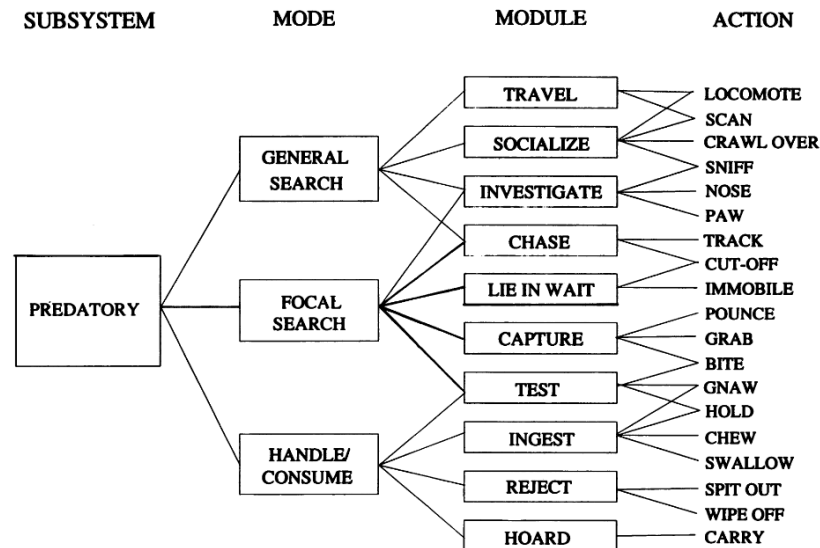 SUBSYSTEM MODE MODULE ACTION
TRAVEL
LOCOMOTE
SCAN
GENERAL
SEARCH
SOCIALIZE
CRAWL OVER
SNIFF
INVESTIGATE
NOSE
PAW
CHASE
TRACK
CUT-OFF
PREDATORY
FOCAL
SEARCH
LIE IN WAIT
IMMOBILE
POUNCE
CAPTURE
GRAB
BITE
TEST
GNAW
HOLD
HANDLE/
CONSUME
INGEST
CHEW
SWALLOW
REJECT
SPIT OUT
WIPE OFF
HOARD
CARRY